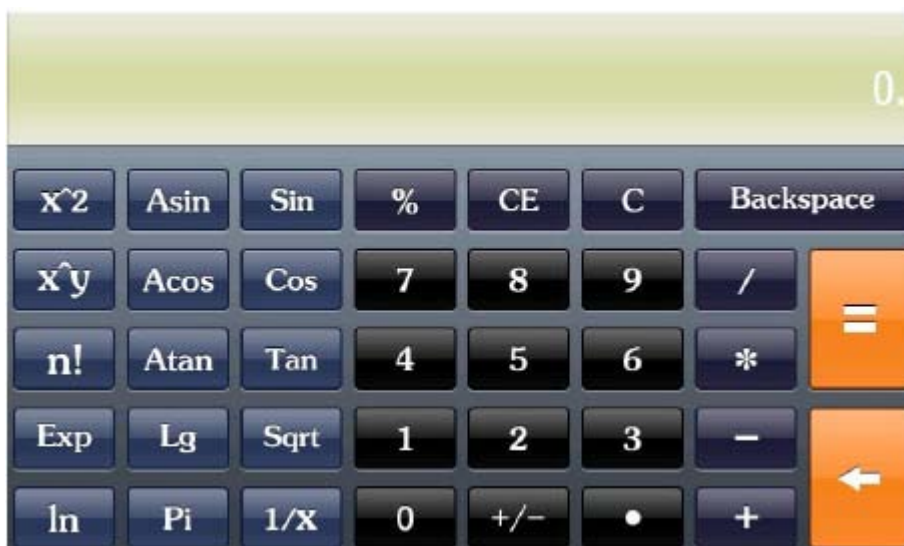 0.
x^2 Asin Sin % CE C Backspace
x^y Acos Cos 7 8 9 /
=
n! Atan Tan 4 5 6 *
Exp Lg Sqrt 1 2 3 −
ln Pi 1/x 0 +/− • +